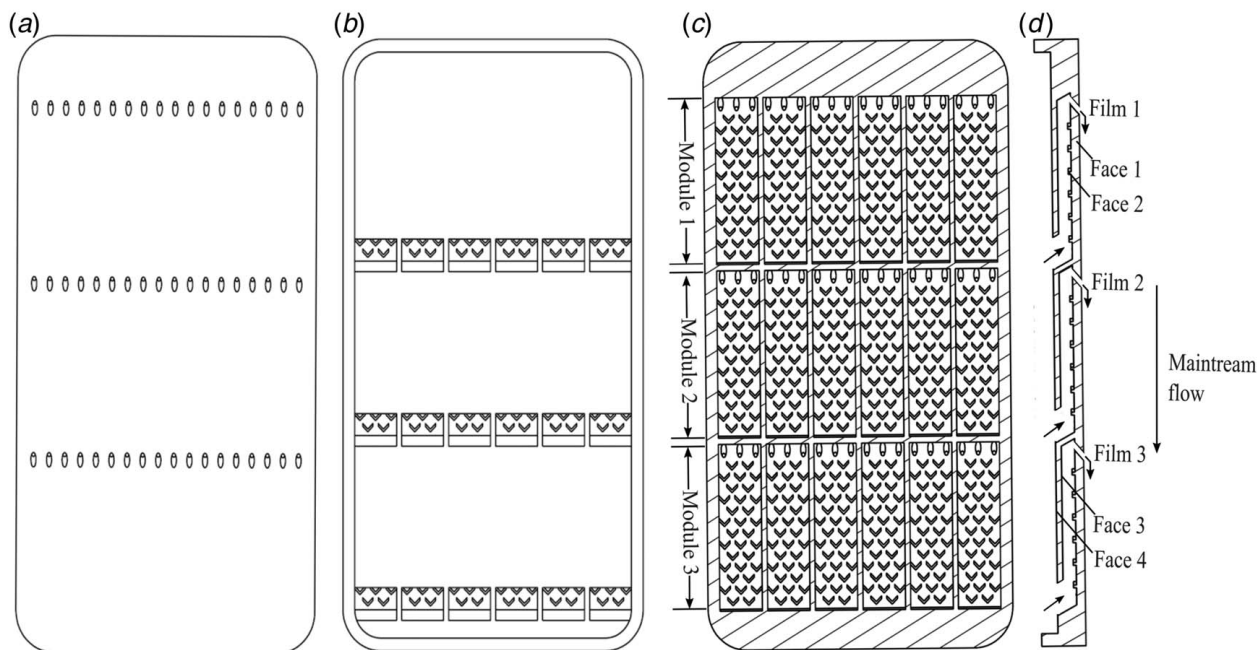 (a)
(b)
(c)
(d)
Module 1
Module 2
Module 3
Film 1
Face 1
Face 2
Film 2
Maintream
flow
Film 3
Face 3
Face 4